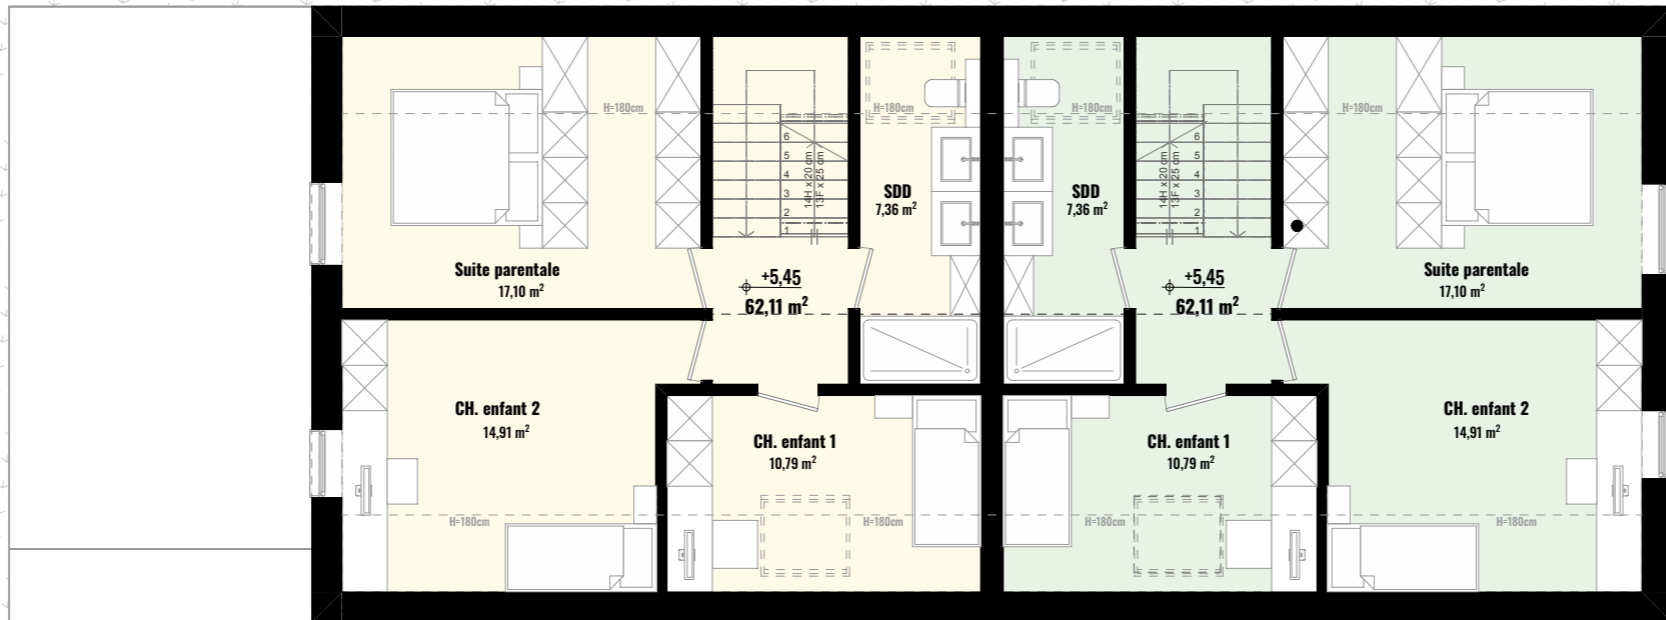 H=180cm
H=180cm
H=180cm
H=180cm
6
5
4
3
2
1
14H x 20 cm
13F x 25 cm
6
5
4
3
2
1
14H x 20 cm
13F x 25 cm
SDD
7,36 m²
SDD
7,36 m²
Suite parentale
17,10 m²
+5,45
62,11 m²
+5,45
62,11 m²
Suite parentale
17,10 m²
CH. enfant 2
14,91 m²
CH. enfant 1
10,79 m²
CH. enfant 1
10,79 m²
CH. enfant 2
14,91 m²
H=180cm
H=180cm
H=180cm
H=180cm